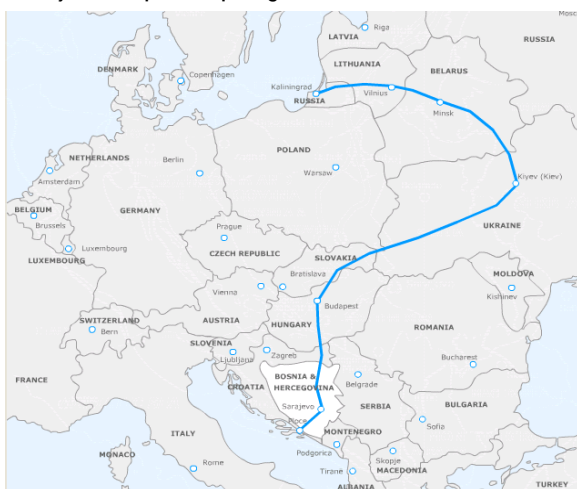 LATVIA
Riga
Moscow
RUSSIA
DENMARK
Copenhagen
LITHUANIA
BELARUS
Kaliningrad
RUSSIA
Vilnius
Minsk
NETHERLANDS
Berlin
POLAND
Warsaw
Amsterdam
Kiyev (Kiev)
BELGIUM
Brussels
GERMANY
UKRAINE
Prague
LUXEMBOURG
Luxembourg
CZECH REPUBLIC
SLOVAKIA
Bratislava
MOLDOVA
Kishinev
Vienna
Budapest
SWITZERLAND
Bern
AUSTRIA
HUNGARY
ROMANIA
SLOVENIA
Ljubljana
Zagreb
Bucharest
FRANCE
CROATIA
BOSNIA &
HERCEGOVINA
Belgrade
SERBIA
BULGARIA
Sarajevo
Ploce
Sofia
ITALY
MONTENEGRO
MONACO
Rome
Podgorica
Skopje
MACEDONIA
Tirane
ALBANIA
TURKEY